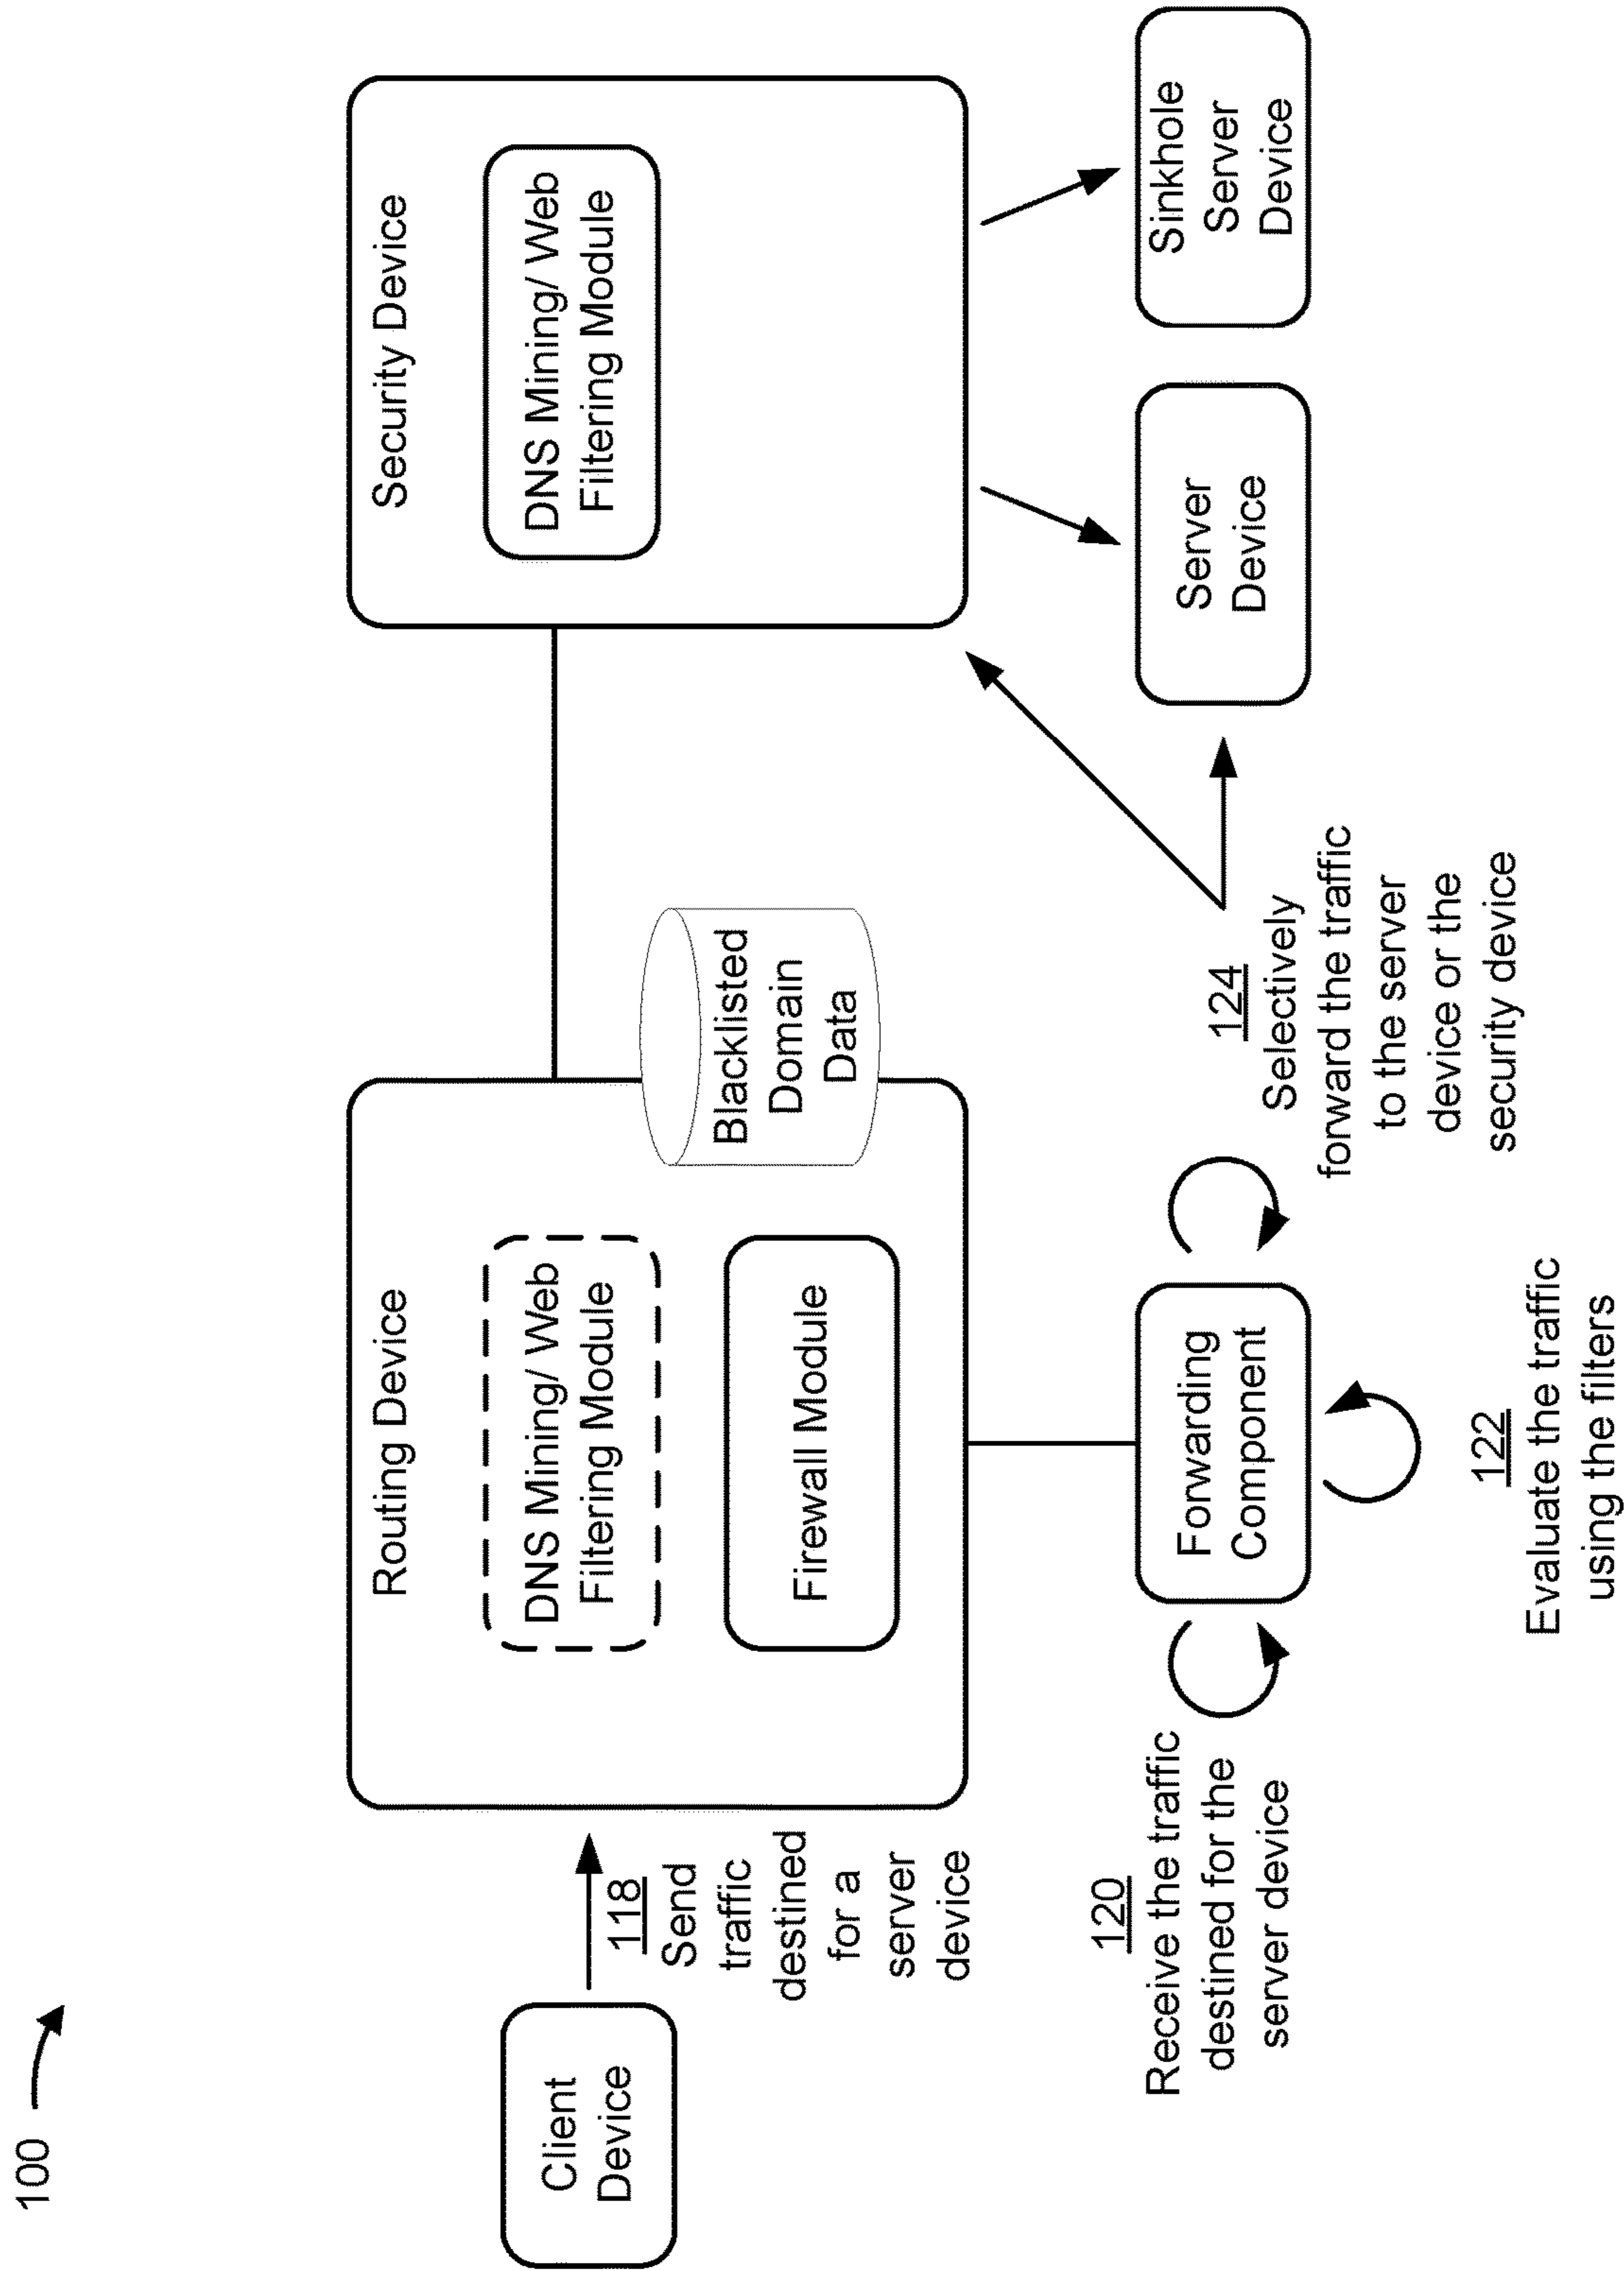 100
Client
Device
118
Send
traffic
destined
for a
server
device
Routing Device
DNS Mining/ Web
Filtering Module
Firewall Module
Blacklisted
Domain
Data
Security Device
DNS Mining/ Web
Filtering Module
120
Receive the traffic
destined for the
server device
Forwarding
Component
122
Evaluate the traffic
using the filters
124
Selectively
forward the traffic
to the server
device or the
security device
Server
Device
Sinkhole
Server
Device